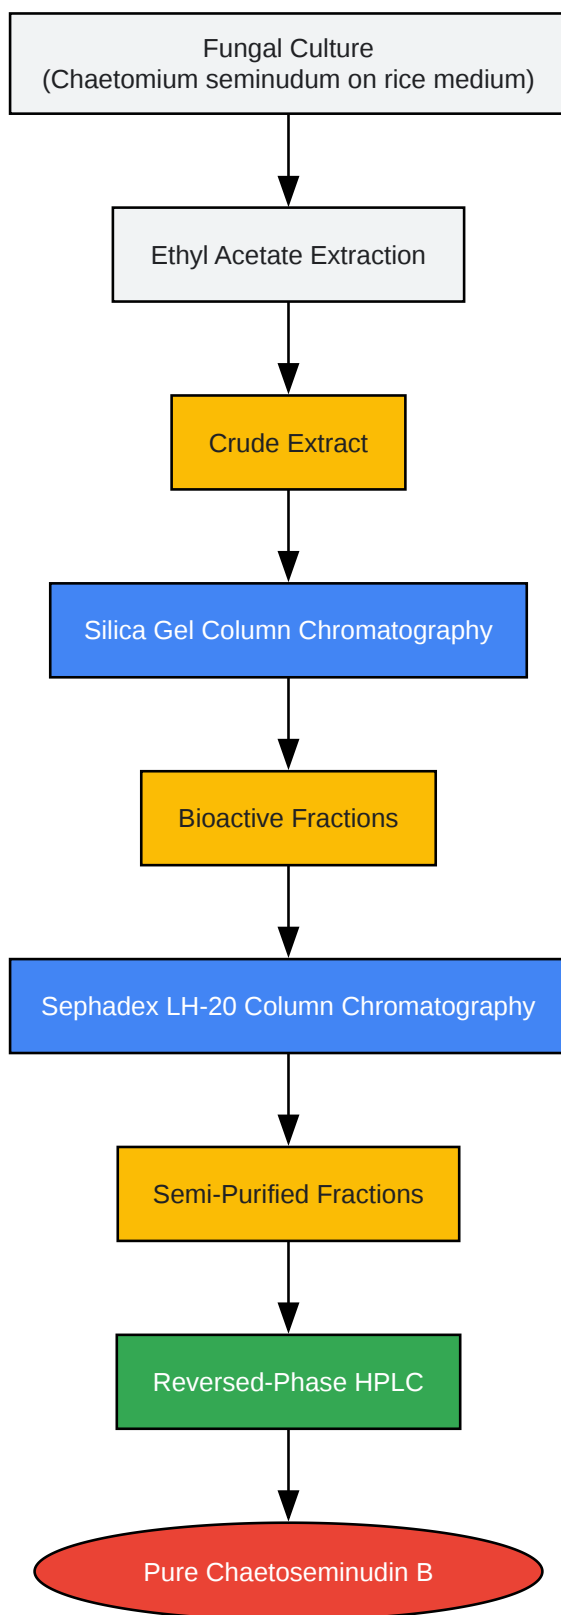 Fungal Culture
(Chaetomium seminudum on rice medium)
Ethyl Acetate Extraction
Crude Extract
Silica Gel Column Chromatography
Bioactive Fractions
Sephadex LH-20 Column Chromatography
Semi-Purified Fractions
Reversed-Phase HPLC
Pure Chaetoseminudin B